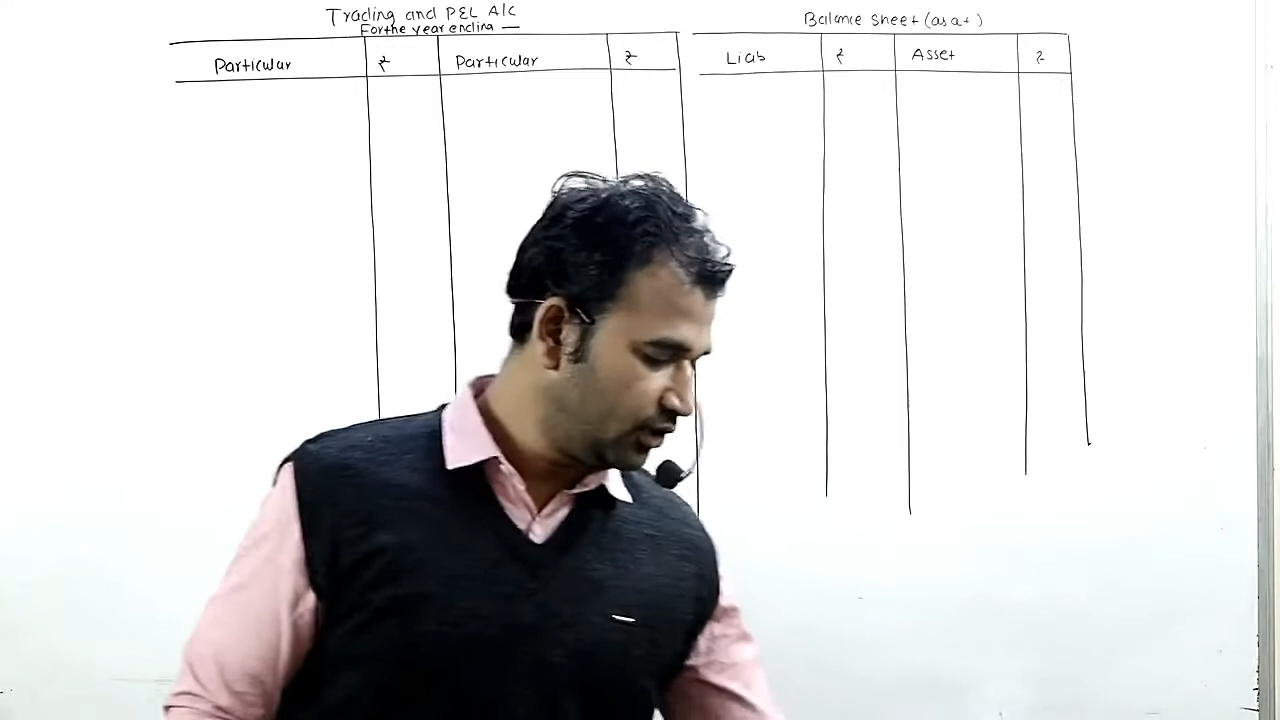 Trading and P&L A/c
For the year ending —
Particular ₹ Particular ₹
Balance Sheet (as at)
Liab ₹ Asset ₹